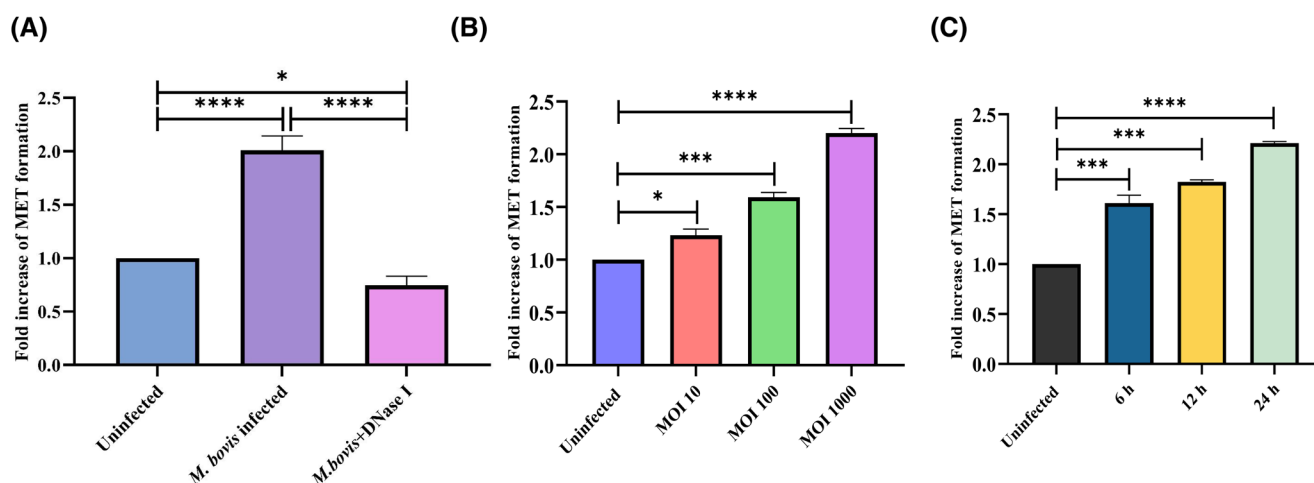 (A)
Fold increase of MET formation
2.5
2.0
1.5
1.0
0.5
0.0
*
****
****
Uninfected
M. bovis infected
M.bovis+DNase I
(B)
Fold increase of MET formation
2.5
2.0
1.5
1.0
0.5
0.0
****
***
*
Uninfected
MOI 10
MOI 100
MOI 1000
(C)
Fold increase of MET formation
2.5
2.0
1.5
1.0
0.5
0.0
****
***
***
Uninfected
6 h
12 h
24 h